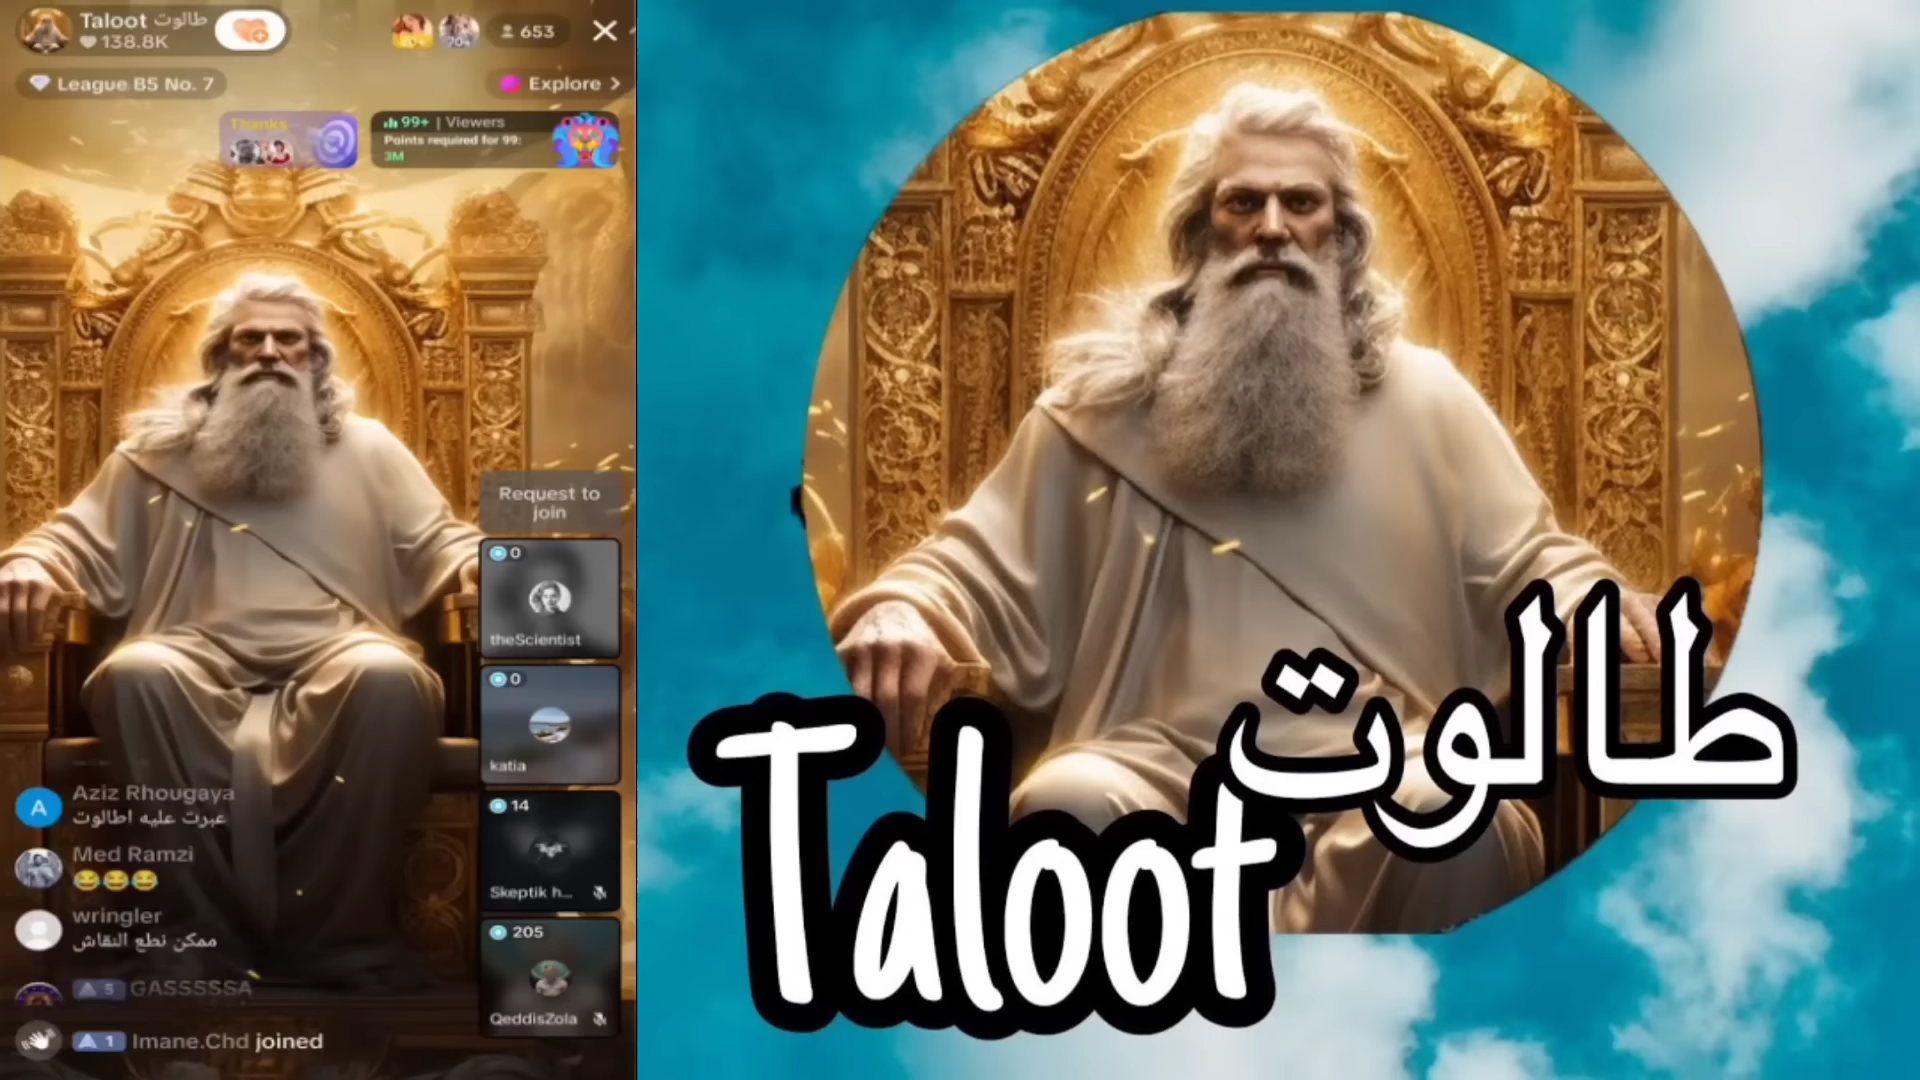 Taloot طالوت
138.8K
653
League B5 No. 7
Explore
Thanks
99+ | Viewers
Points required for 99:
3M
Request to
join
0
theScientist
0
katia
14
Skeptik h...
205
QeddisZola
Aziz Rhougaya
عبرت عليه اطالوت
Med Ramzi
😂😂😂
wringler
ممكن نطع النقاش
5 GASSSSSA
1 Imane.Chd joined
طالوت
Taloot